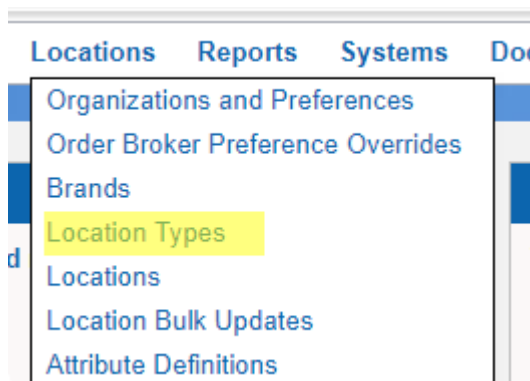 Locations Reports Systems
Organizations and Preferences
Order Broker Preference Overrides
Brands
Location Types
Locations
Location Bulk Updates
Attribute Definitions